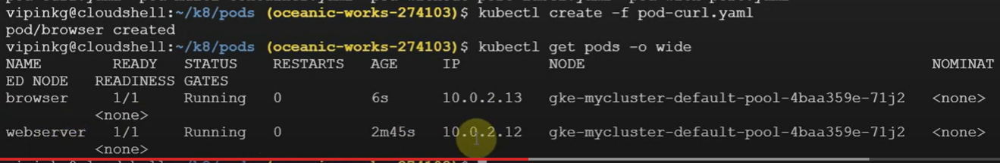 vipinkg@cloudshell:~/k8/pods (oceanic-works-274103)$ kubectl create -f pod-curl.yaml
pod/browser created
vipinkg@cloudshell:~/k8/pods (oceanic-works-274103)$ kubectl get pods -o wide
NAME READY STATUS RESTARTS AGE IP NODE NOMINAT
ED NODE READINESS GATES
browser 1/1 Running 0 6s 10.0.2.13 gke-mycluster-default-pool-4baa359e-71j2 <none>
<none>
webserver 1/1 Running 0 2m45s 10.0.2.12 gke-mycluster-default-pool-4baa359e-71j2 <none>
<none>